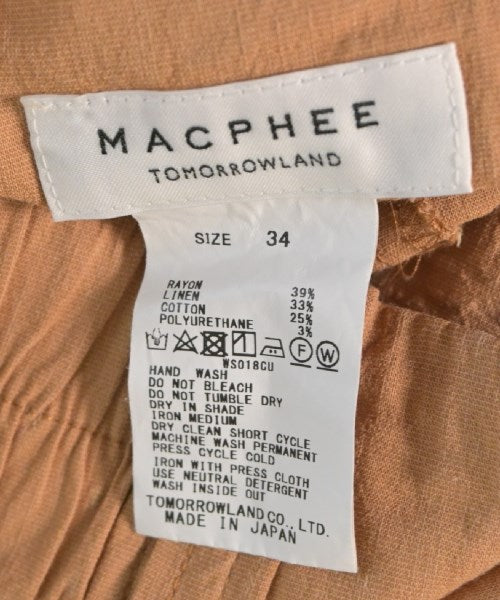 MACPHEE
TOMORROWLAND
SIZE 34
RAYON 39%
LINEN 33%
COTTON 25%
POLYURETHANE 3%
F W
WS018GU
HAND WASH
DO NOT BLEACH
DO NOT TUMBLE DRY
DRY IN SHADE
IRON MEDIUM
DRY CLEAN SHORT CYCLE
MACHINE WASH PERMANENT
PRESS CYCLE COLD
IRON WITH PRESS CLOTH
USE NEUTRAL DETERGENT
WASH INSIDE OUT
TOMORROWLAND CO., LTD.
MADE IN JAPAN